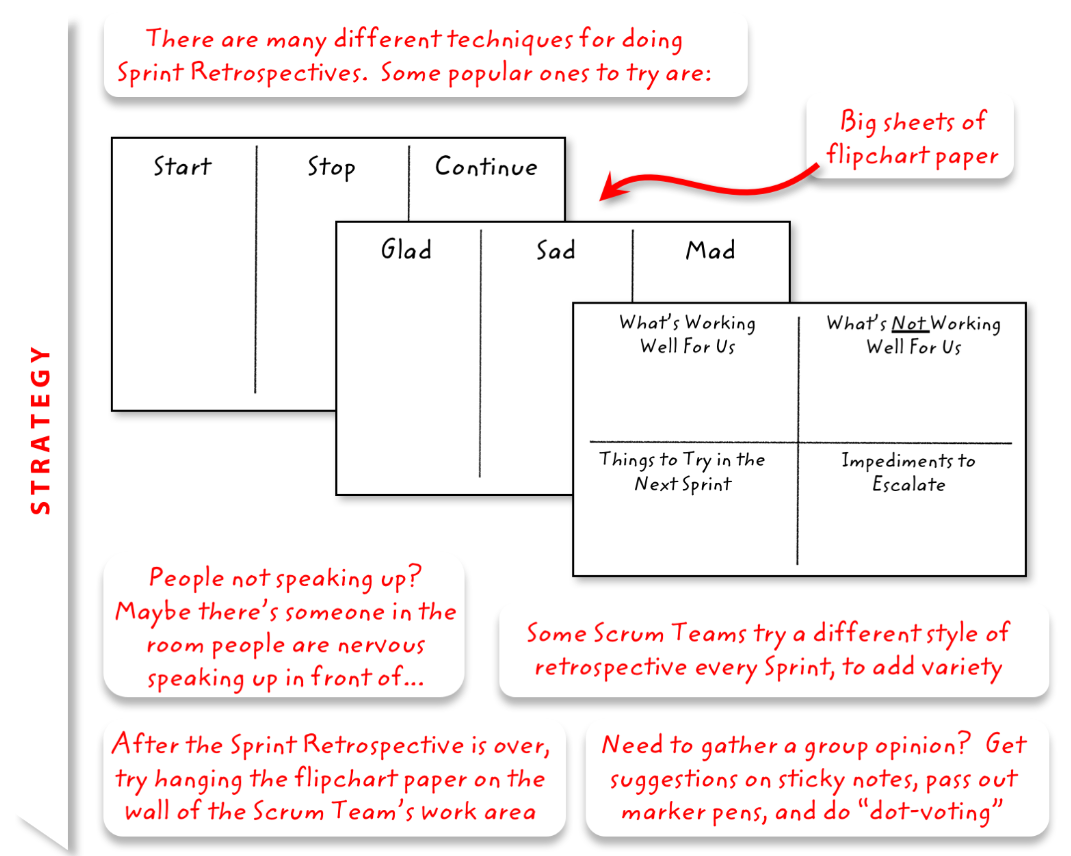 There are many different techniques for doing
Sprint Retrospectives. Some popular ones to try are:
Big sheets of
flipchart paper
Start
Stop
Continue
Glad
Sad
Mad
What's Working
Well For Us
What's Not Working
Well For Us
Things to Try in the
Next Sprint
Impediments to
Escalate
STRATEGY
People not speaking up?
Maybe there's someone in the
room people are nervous
speaking up in front of...
Some Scrum Teams try a different style of
retrospective every Sprint, to add variety
After the Sprint Retrospective is over,
try hanging the flipchart paper on the
wall of the Scrum Team's work area
Need to gather a group opinion? Get
suggestions on sticky notes, pass out
marker pens, and do “dot-voting”